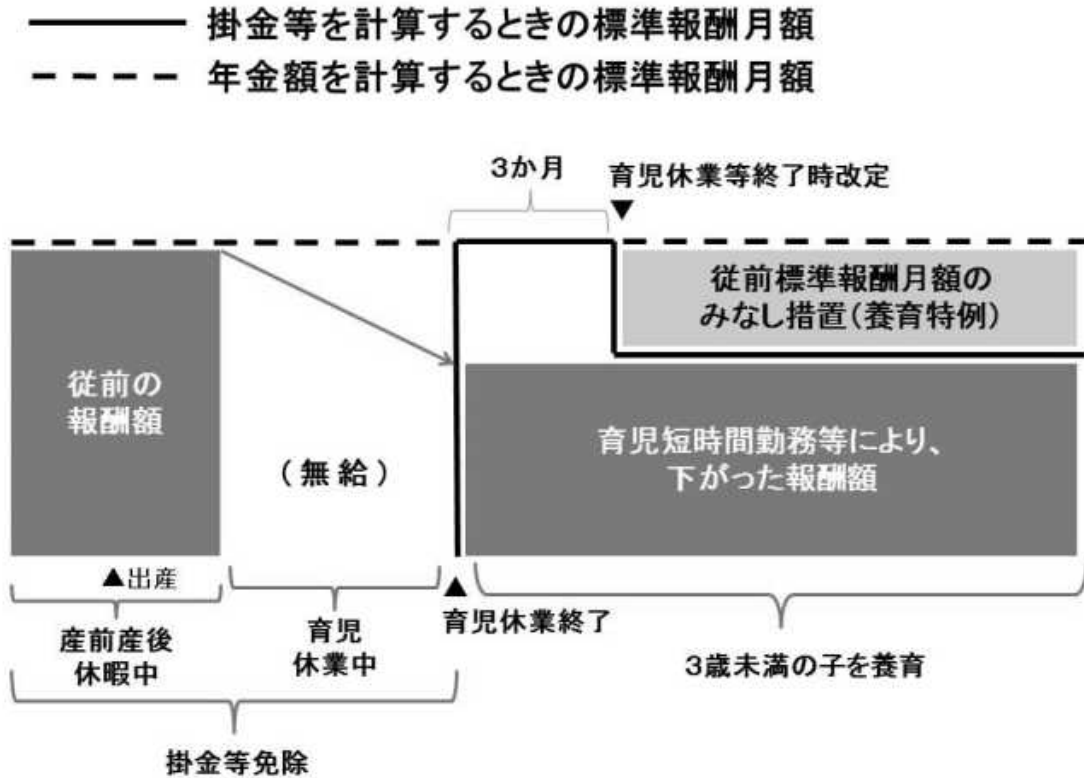 掛金等を計算するときの標準報酬月額
年金額を計算するときの標準報酬月額
3か月
育児休業等終了時改定
▼
従前標準報酬月額の
みなし措置(養育特例)
従前の
報酬額
(無給)
育児短時間勤務等により、
下がった報酬額
▲出産
▲
育児休業終了
産前産後
休暇中
育児
休業中
3歳未満の子を養育
掛金等免除